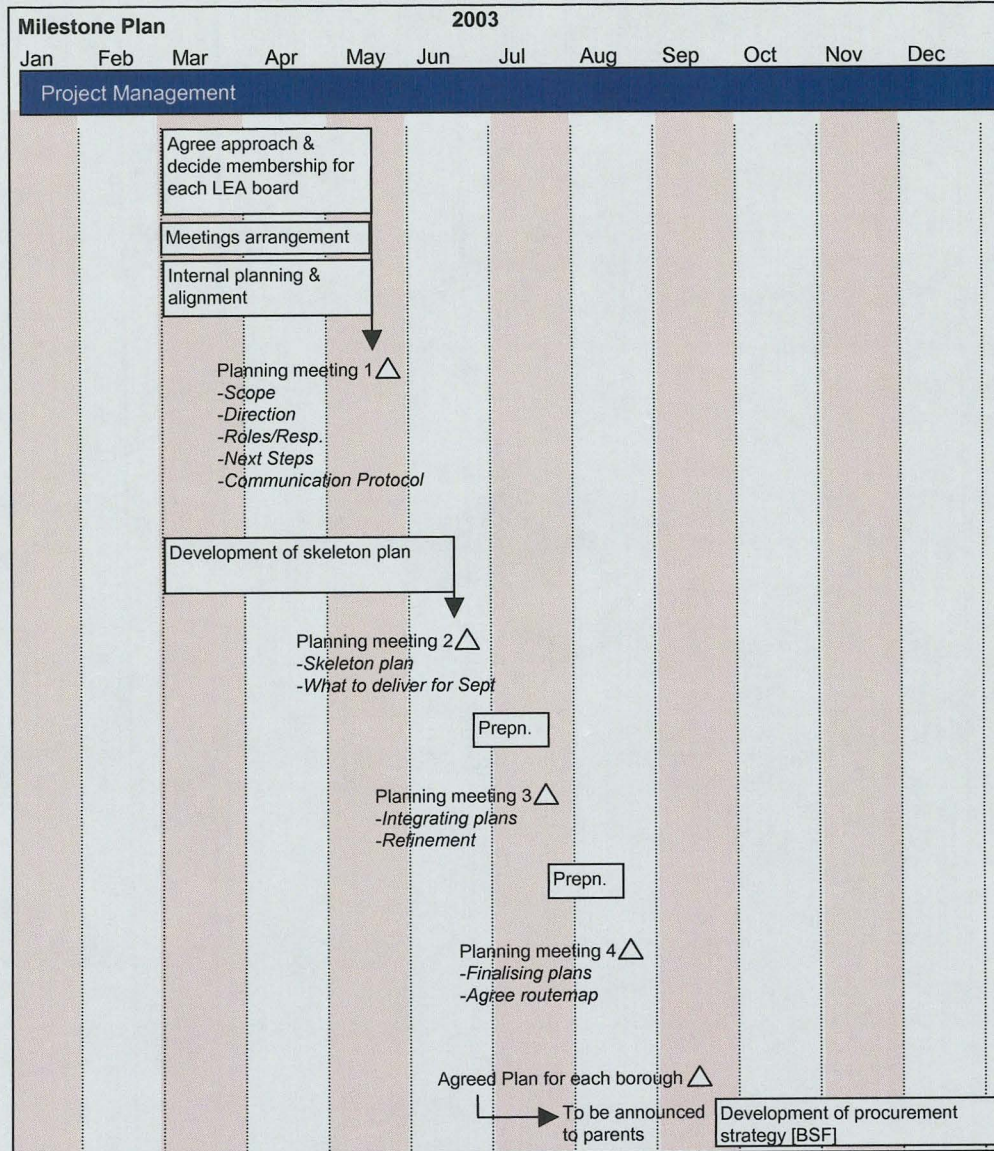 Milestone Plan
2003
Jan Feb Mar Apr May Jun Jul Aug Sep Oct Nov Dec
Project Management
Agree approach &
decide membership for
each LEA board
Meetings arrangement
Internal planning &
alignment
Planning meeting 1
-Scope
-Direction
-Roles/Resp.
-Next Steps
-Communication Protocol
Development of skeleton plan
Planning meeting 2
-Skeleton plan
-What to deliver for Sept
Prepn.
Planning meeting 3
-Integrating plans
-Refinement
Prepn.
Planning meeting 4
-Finalising plans
-Agree routemap
Agreed Plan for each borough
To be announced
to parents
Development of procurement
strategy [BSF]